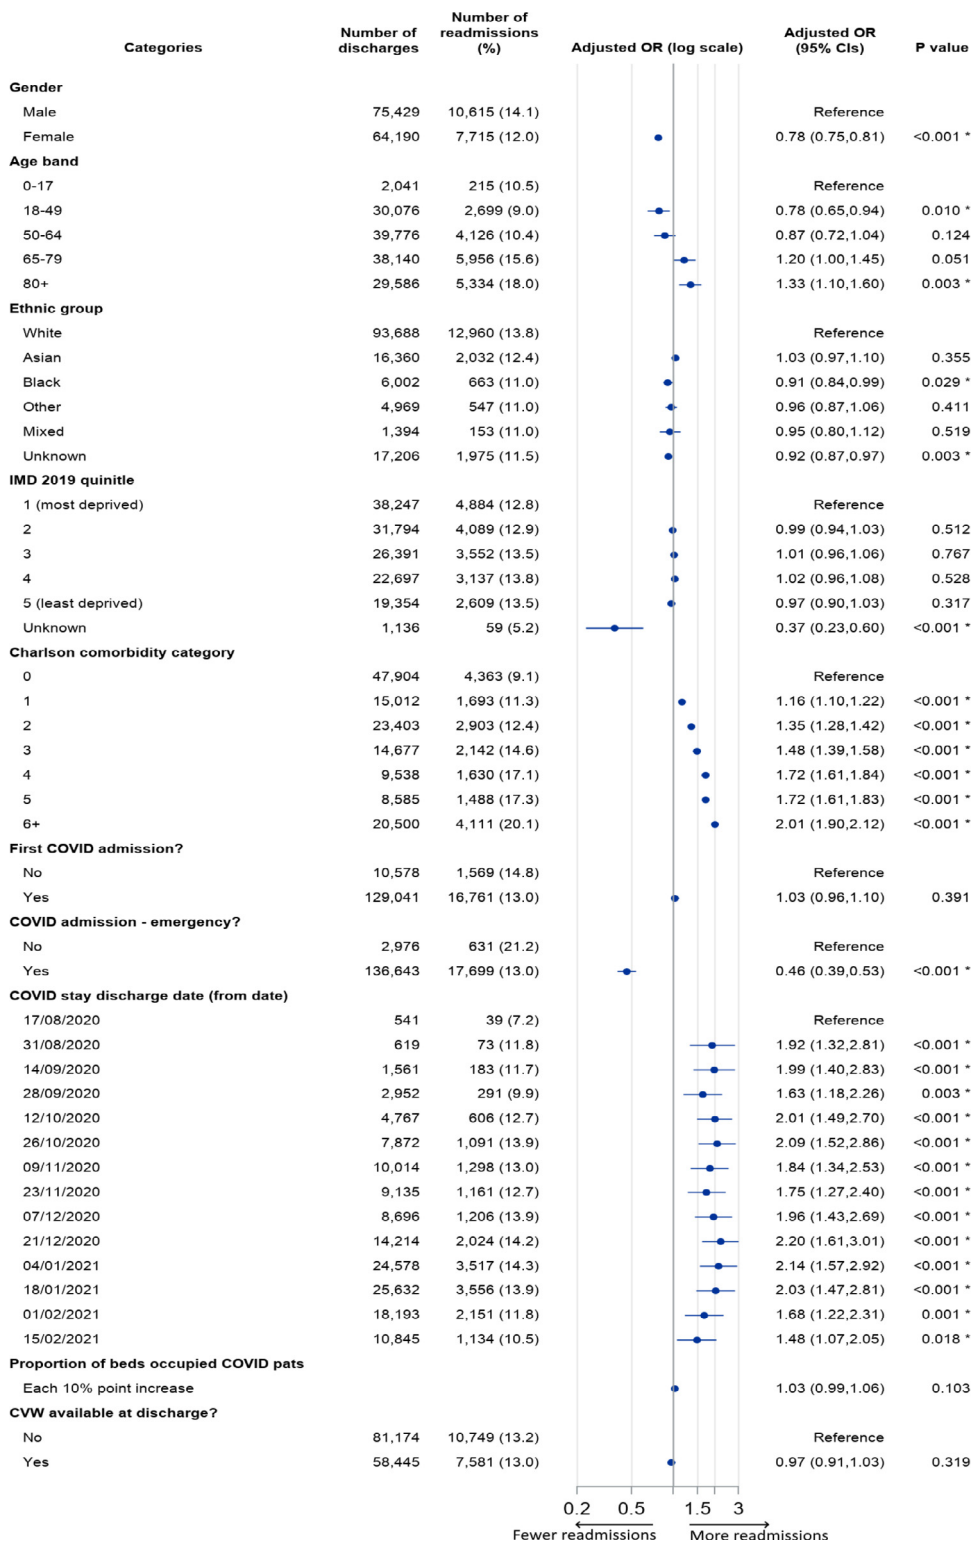 Categories Number of discharges Number of readmissions (%) Adjusted OR (log scale) Adjusted OR (95% CIs) P value
Gender
Male 75,429 10,615 (14.1) Reference
Female 64,190 7,715 (12.0) 0.78 (0.75,0.81) <0.001 *
Age band
0-17 2,041 215 (10.5) Reference
18-49 30,076 2,699 (9.0) 0.78 (0.65,0.94) 0.010 *
50-64 39,776 4,126 (10.4) 0.87 (0.72,1.04) 0.124
65-79 38,140 5,956 (15.6) 1.20 (1.00,1.45) 0.051
80+ 29,586 5,334 (18.0) 1.33 (1.10,1.60) 0.003 *
Ethnic group
White 93,688 12,960 (13.8) Reference
Asian 16,360 2,032 (12.4) 1.03 (0.97,1.10) 0.355
Black 6,002 663 (11.0) 0.91 (0.84,0.99) 0.029 *
Other 4,969 547 (11.0) 0.96 (0.87,1.06) 0.411
Mixed 1,394 153 (11.0) 0.95 (0.80,1.12) 0.519
Unknown 17,206 1,975 (11.5) 0.92 (0.87,0.97) 0.003 *
IMD 2019 quinitle
1 (most deprived) 38,247 4,884 (12.8) Reference
2 31,794 4,089 (12.9) 0.99 (0.94,1.03) 0.512
3 26,391 3,552 (13.5) 1.01 (0.96,1.06) 0.767
4 22,697 3,137 (13.8) 1.02 (0.96,1.08) 0.528
5 (least deprived) 19,354 2,609 (13.5) 0.97 (0.90,1.03) 0.317
Unknown 1,136 59 (5.2) 0.37 (0.23,0.60) <0.001 *
Charlson comorbidity category
0 47,904 4,363 (9.1) Reference
1 15,012 1,693 (11.3) 1.16 (1.10,1.22) <0.001 *
2 23,403 2,903 (12.4) 1.35 (1.28,1.42) <0.001 *
3 14,677 2,142 (14.6) 1.48 (1.39,1.58) <0.001 *
4 9,538 1,630 (17.1) 1.72 (1.61,1.84) <0.001 *
5 8,585 1,488 (17.3) 1.72 (1.61,1.83) <0.001 *
6+ 20,500 4,111 (20.1) 2.01 (1.90,2.12) <0.001 *
First COVID admission?
No 10,578 1,569 (14.8) Reference
Yes 129,041 16,761 (13.0) 1.03 (0.96,1.10) 0.391
COVID admission - emergency?
No 2,976 631 (21.2) Reference
Yes 136,643 17,699 (13.0) 0.46 (0.39,0.53) <0.001 *
COVID stay discharge date (from date)
17/08/2020 541 39 (7.2) Reference
31/08/2020 619 73 (11.8) 1.92 (1.32,2.81) <0.001 *
14/09/2020 1,561 183 (11.7) 1.99 (1.40,2.83) <0.001 *
28/09/2020 2,952 291 (9.9) 1.63 (1.18,2.26) 0.003 *
12/10/2020 4,767 606 (12.7) 2.01 (1.49,2.70) <0.001 *
26/10/2020 7,872 1,091 (13.9) 2.09 (1.52,2.86) <0.001 *
09/11/2020 10,014 1,298 (13.0) 1.84 (1.34,2.53) <0.001 *
23/11/2020 9,135 1,161 (12.7) 1.75 (1.27,2.40) <0.001 *
07/12/2020 8,696 1,206 (13.9) 1.96 (1.43,2.69) <0.001 *
21/12/2020 14,214 2,024 (14.2) 2.20 (1.61,3.01) <0.001 *
04/01/2021 24,578 3,517 (14.3) 2.14 (1.57,2.92) <0.001 *
18/01/2021 25,632 3,556 (13.9) 2.03 (1.47,2.81) <0.001 *
01/02/2021 18,193 2,151 (11.8) 1.68 (1.22,2.31) 0.001 *
15/02/2021 10,845 1,134 (10.5) 1.48 (1.07,2.05) 0.018 *
Proportion of beds occupied COVID pats
Each 10% point increase 1.03 (0.99,1.06) 0.103
CVW available at discharge?
No 81,174 10,749 (13.2) Reference
Yes 58,445 7,581 (13.0) 0.97 (0.91,1.03) 0.319
0.2 0.5 1.5 3
Fewer readmissions More readmissions